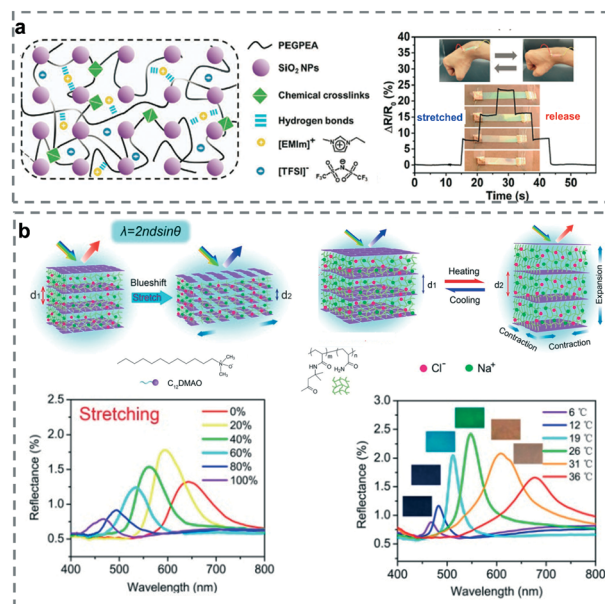 a
PEGPEA
SiO₂ NPs
Chemical crosslinks
Hydrogen bonds
[EMIm]⁺
[TFSI]⁻
ΔR/R₀ (%)
40
35
30
25
20
15
10
5
0
stretched
release
0 10 20 30 40 50
Time (s)
b
λ=2ndsinθ
d₁
Blueshift
Stretch
d₂
d1
Heating
Cooling
d2
Expansion
Contraction
Contraction
C₁₂DMAO
Cl⁻
Na⁺
Stretching
0%
20%
40%
60%
80%
100%
Reflectance (%)
2.5
2.0
1.5
1.0
0.5
400 500 600 700 800
Wavelength (nm)
6 ℃
12 ℃
19 ℃
26 ℃
31 ℃
36 ℃
Reflectance (%)
3.0
2.5
2.0
1.5
1.0
0.5
400 500 600 700 800
Wavelength (nm)